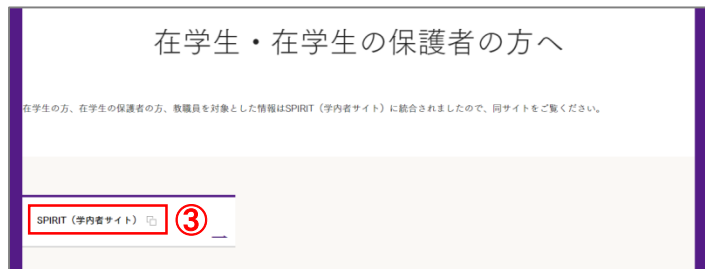 在学生・在学生の保護者の方へ
在学生の方、在学生の保護者の方、教職員を対象とした情報はSPIRIT（学内者サイト）に統合されましたので、同サイトをご覧ください。
SPIRIT（学内者サイト） ③